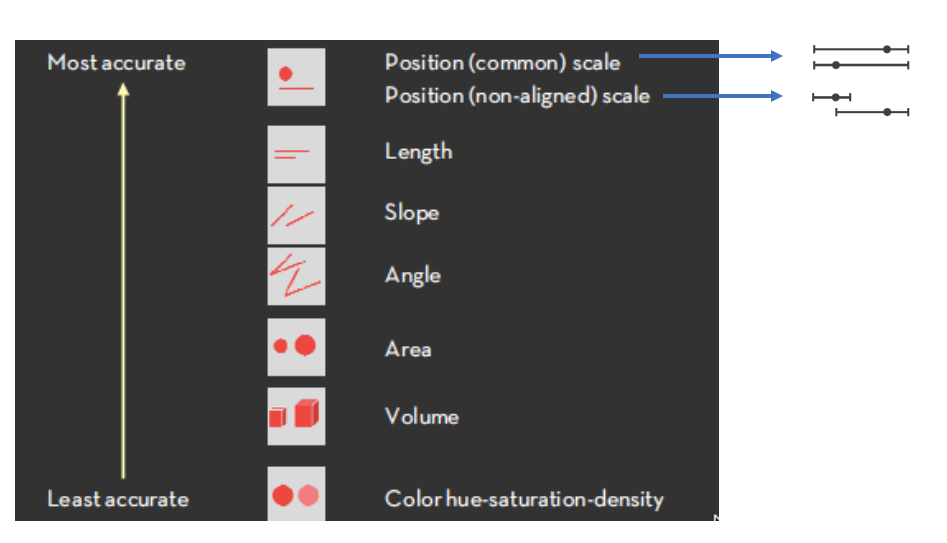 Most accurate
Position (common) scale
Position (non-aligned) scale
Length
Slope
Angle
Area
Volume
Least accurate
Color hue-saturation-density